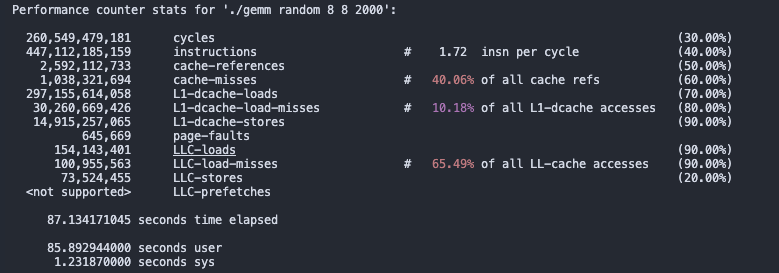 Performance counter stats for './gemm random 8 8 2000':
260,549,479,181 cycles (30.00%)
447,112,185,159 instructions # 1.72 insn per cycle (40.00%)
2,592,112,733 cache-references (50.00%)
1,038,321,694 cache-misses # 40.06% of all cache refs (60.00%)
297,155,614,058 L1-dcache-loads (70.00%)
30,260,669,426 L1-dcache-load-misses # 10.18% of all L1-dcache accesses (80.00%)
14,915,257,065 L1-dcache-stores (90.00%)
645,669 page-faults
154,143,401 LLC-loads (90.00%)
100,955,563 LLC-load-misses # 65.49% of all LL-cache accesses (90.00%)
73,524,455 LLC-stores (20.00%)
<not supported> LLC-prefetches
87.134171045 seconds time elapsed
85.892944000 seconds user
1.231870000 seconds sys